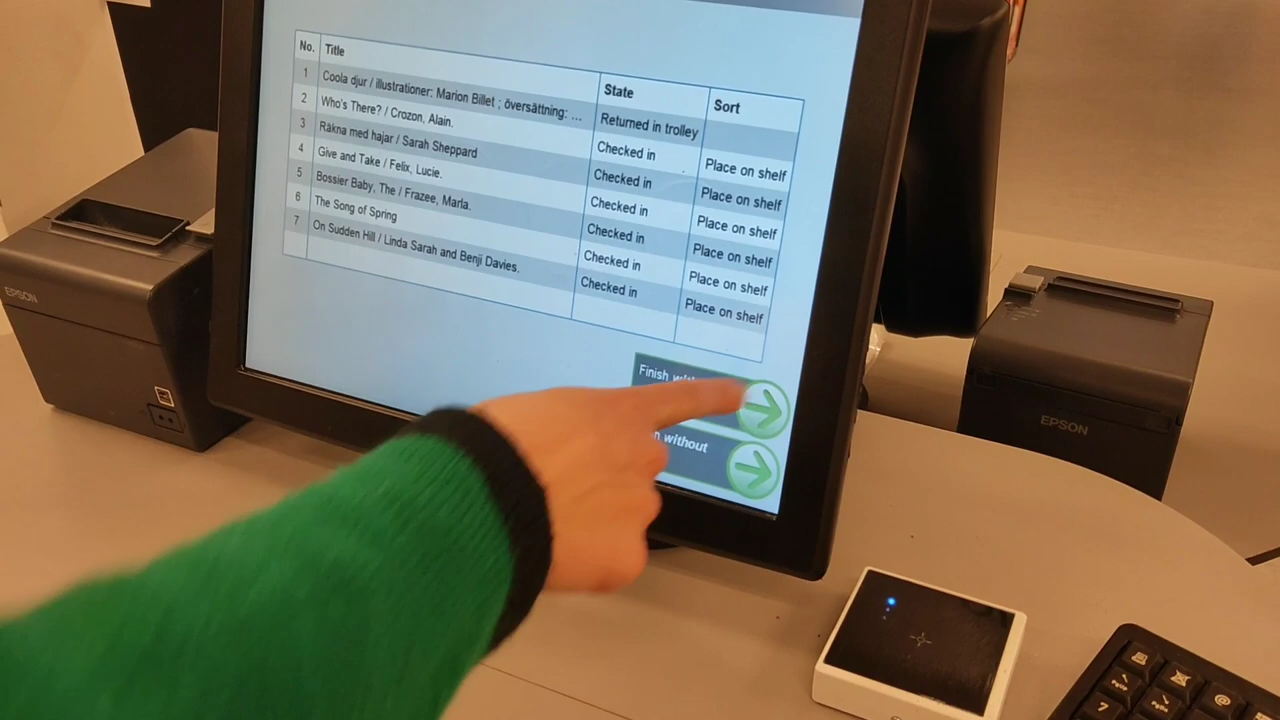 No. Title State Sort
1 Coola djur / illustrationer: Marion Billet ; översättning: ... Returned in trolley
2 Who's There? / Crozon, Alain. Checked in Place on shelf
3 Räkna med hajar / Sarah Sheppard Checked in Place on shelf
4 Give and Take / Felix, Lucie. Checked in Place on shelf
5 Bossier Baby, The / Frazee, Marla. Checked in Place on shelf
6 The Song of Spring Checked in Place on shelf
7 On Sudden Hill / Linda Sarah and Benji Davies. Checked in Place on shelf
Finish
without
EPSON
EPSON
PgUp
PgDn
7
@